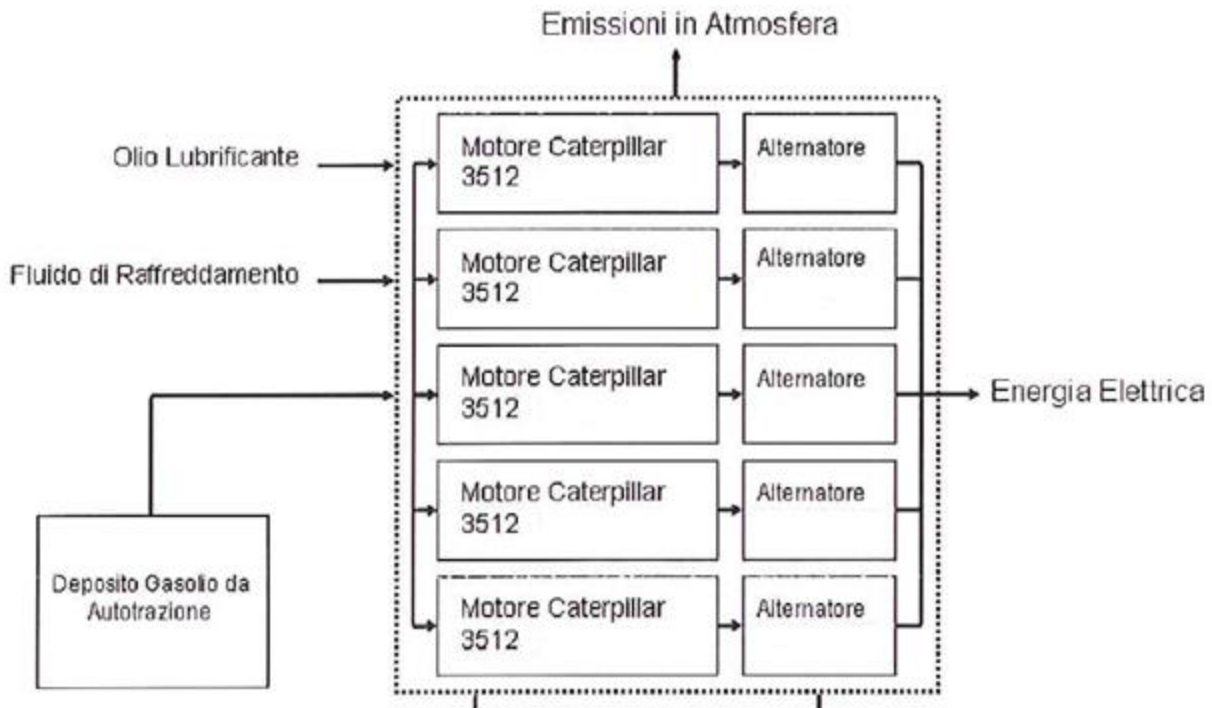 Emissioni in Atmosfera
Olio Lubrificante
Motore Caterpillar
3512
Alternatore
Fluido di Raffreddamento
Motore Caterpillar
3512
Alternatore
Motore Caterpillar
3512
Alternatore
Energia Elettrica
Motore Caterpillar
3512
Alternatore
Deposito Gasolio da
Autotrazione
Motore Caterpillar
3512
Alternatore